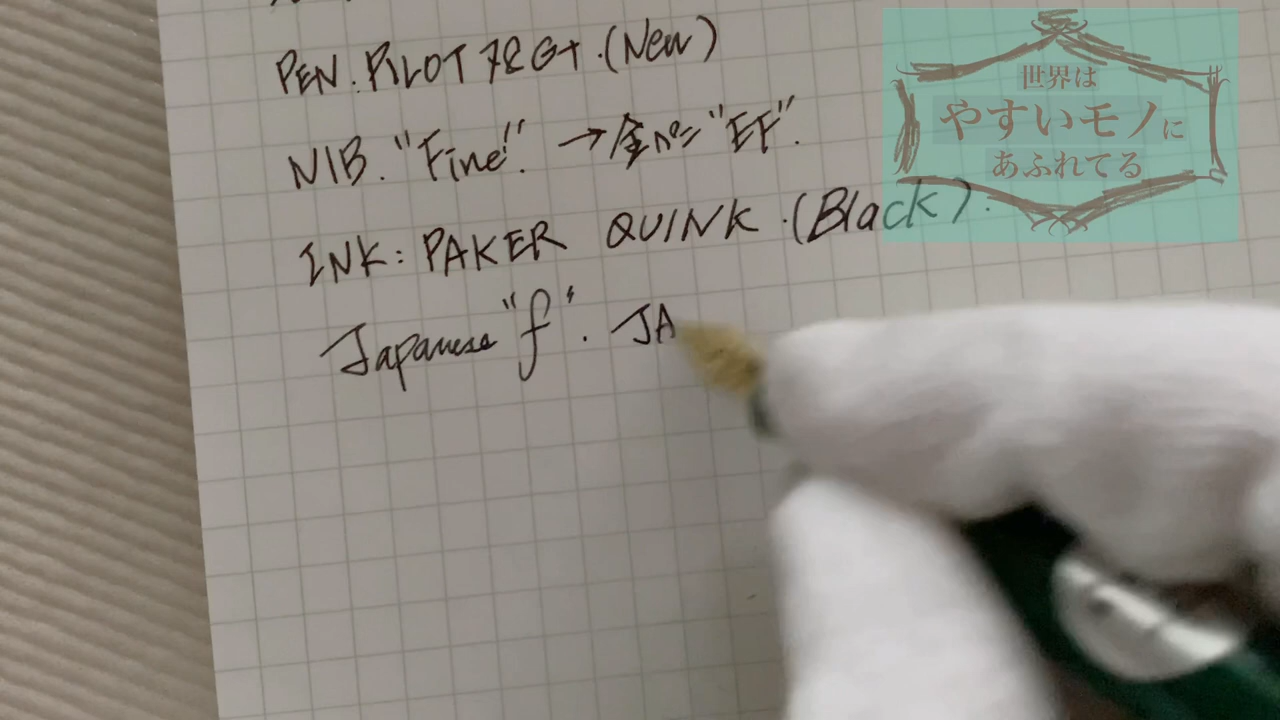 PEN. PILOT 78G+ (New)
NIB. "Fine!" → 金ペン "EF".
INK: PAKER QUINK (Black).
Japanese "f". JA
世界は
やすいモノに
あふれてる